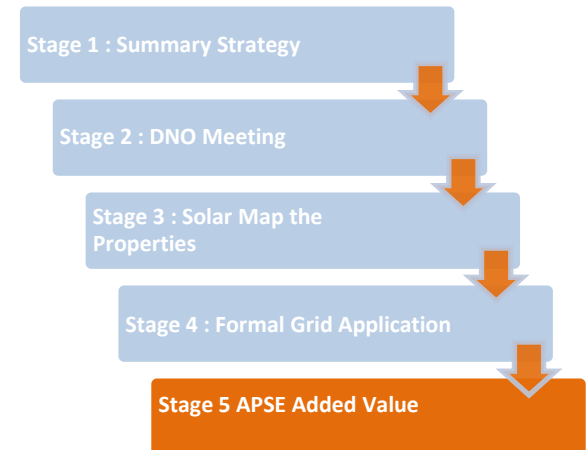 Stage 1 : Summary Strategy
Stage 2 : DNO Meeting
Stage 3 : Solar Map the
Properties
Stage 4 : Formal Grid Application
Stage 5 APSE Added Value